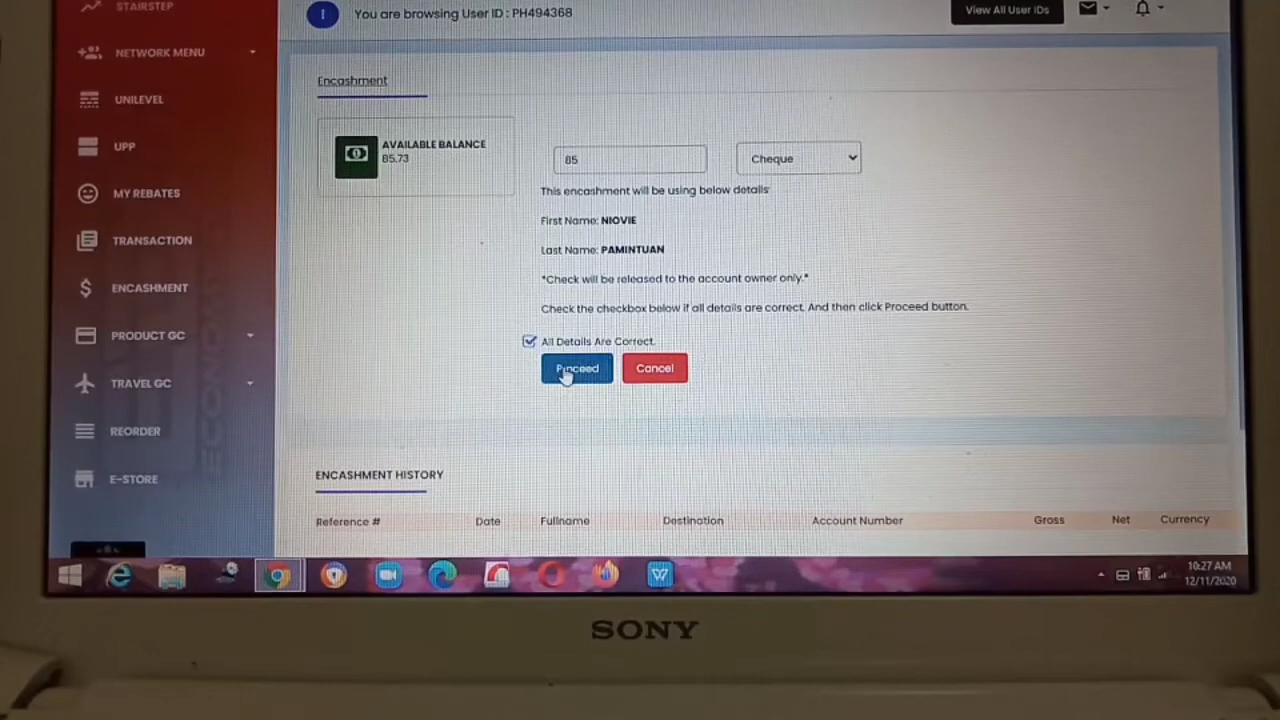 STAIRSTEP
You are browsing User ID : PH494368
View All User IDs
NETWORK MENU
Encashment
UNILEVEL
AVAILABLE BALANCE
85.73
85
Cheque
UPP
This encashment will be using below details
MY REBATES
First Name: NIOVIE
TRANSACTION
Last Name: PAMINTUAN
*Check will be released to the account owner only.*
ENCASHMENT
Check the checkbox below if all details are correct. And then click Proceed button.
PRODUCT GC
All Details Are Correct.
Proceed
Cancel
TRAVEL GC
REORDER
E-STORE
ENCASHMENT HISTORY
Reference # Date Fullname Destination Account Number Gross Net Currency
10:27 AM
12/11/2020
SONY